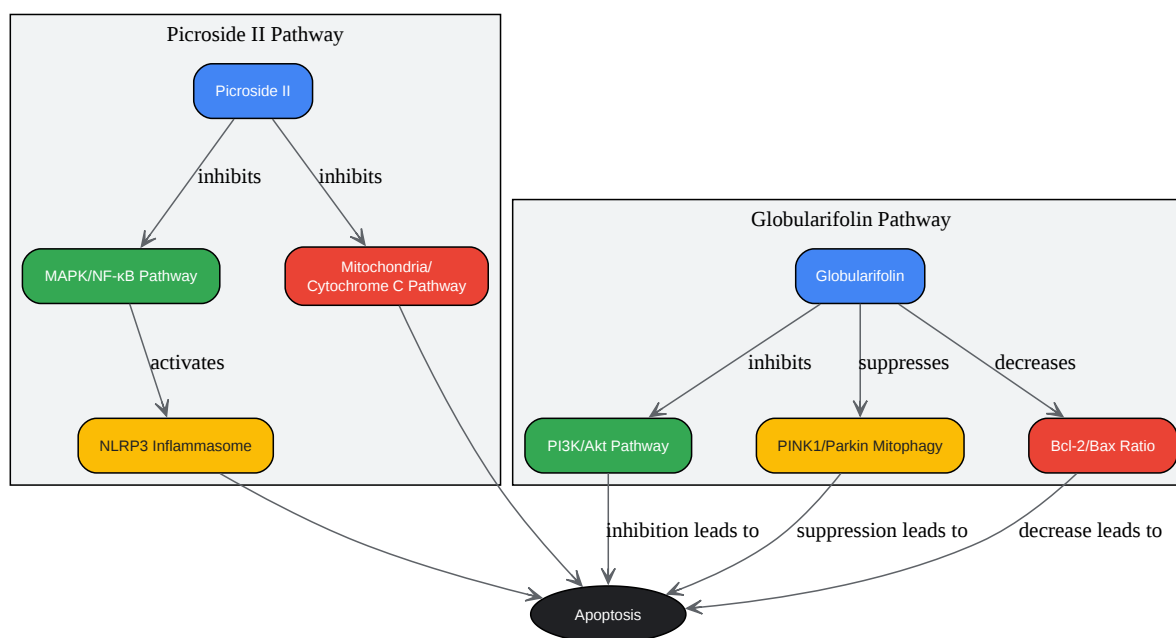 Picroside II Pathway
Picroside II
inhibits
inhibits
MAPK/NF-κB Pathway
Mitochondria/
Cytochrome C Pathway
activates
NLRP3 Inflammasome
Globularifolin Pathway
Globularifolin
inhibits
suppresses
decreases
PI3K/Akt Pathway
PINK1/Parkin Mitophagy
Bcl-2/Bax Ratio
inhibition leads to
suppression leads to
decrease leads to
Apoptosis